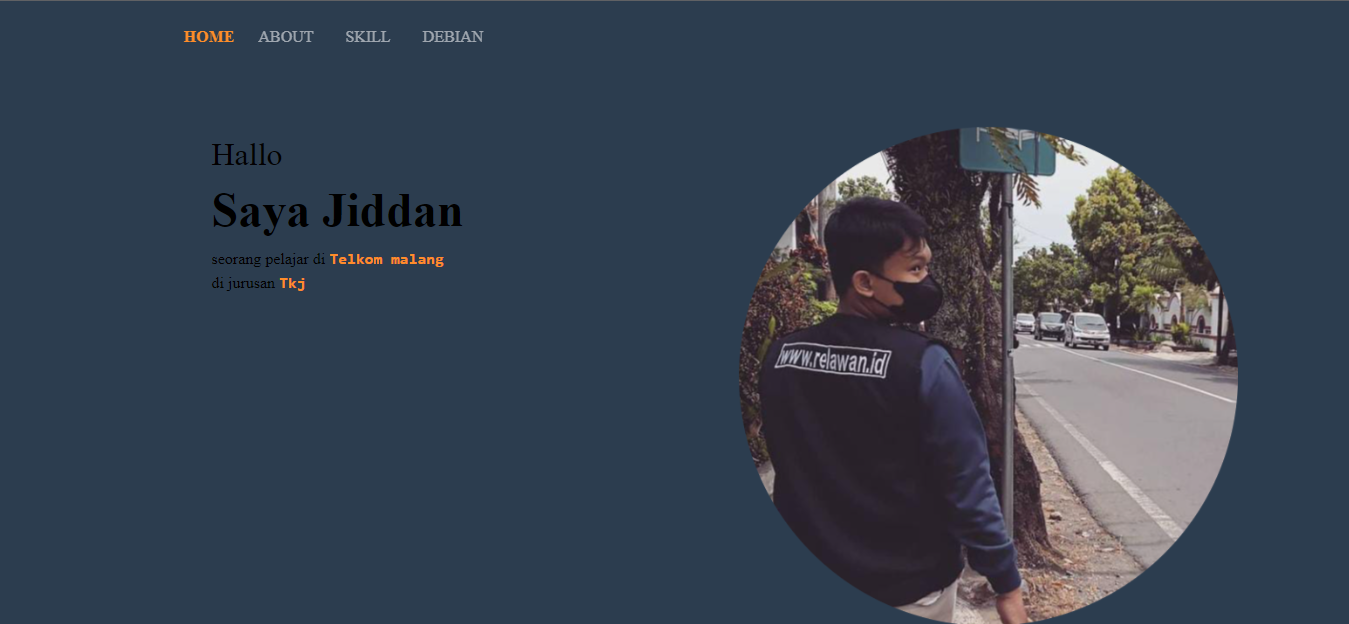 HOME ABOUT SKILL DEBIAN
Hallo
Saya Jiddan
seorang pelajar di Telkom malang
di jurusan Tkj
www.relawan.id